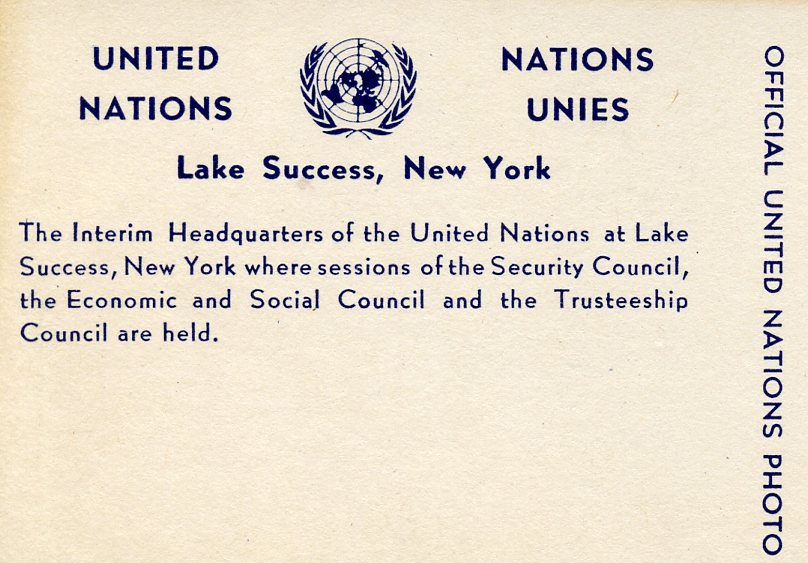 UNITED NATIONS
NATIONS UNIES
Lake Success, New York
The Interim Headquarters of the United Nations at Lake
Success, New York where sessions of the Security Council,
the Economic and Social Council and the Trusteeship
Council are held.
OFFICIAL UNITED NATIONS PHOTO